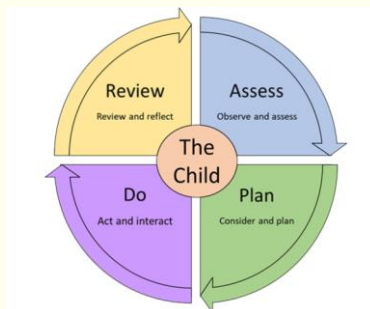 Review
Review and reflect
Assess
Observe and assess
The
Child
Do
Act and interact
Plan
Consider and plan